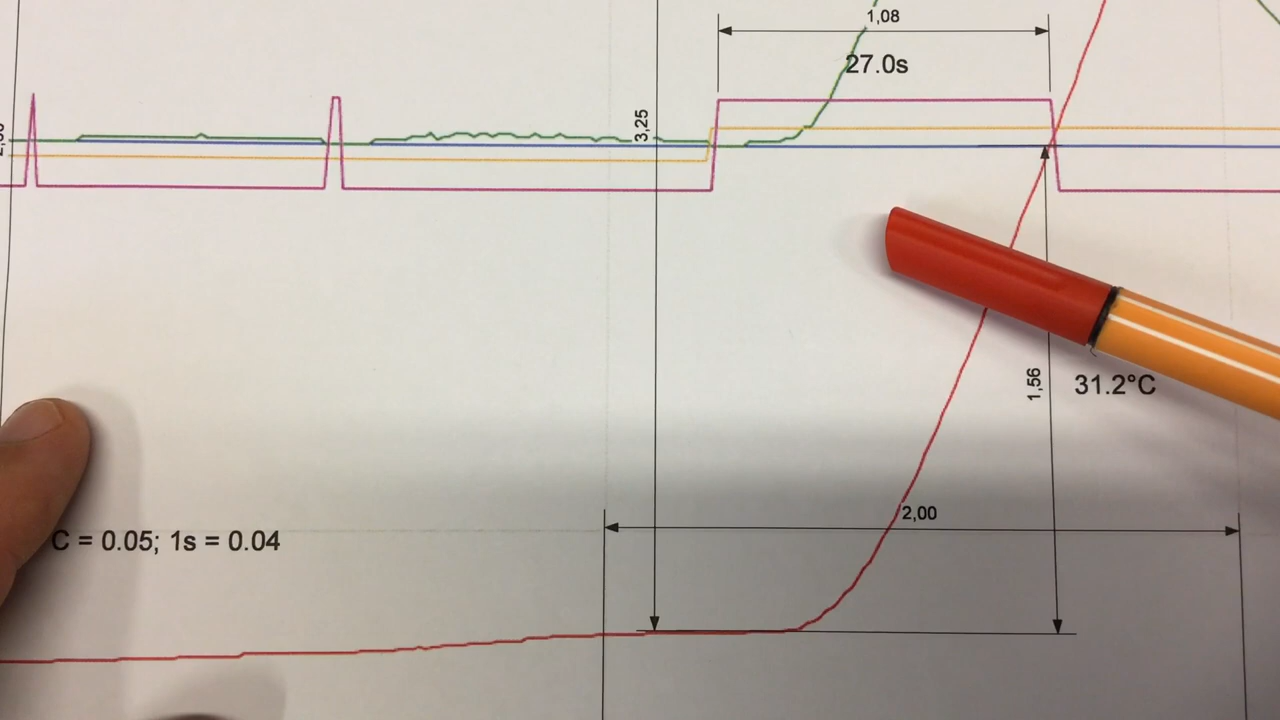 1,08
27.0s
3,25
1,56
31.2°C
2,00
C = 0.05; 1s = 0.04